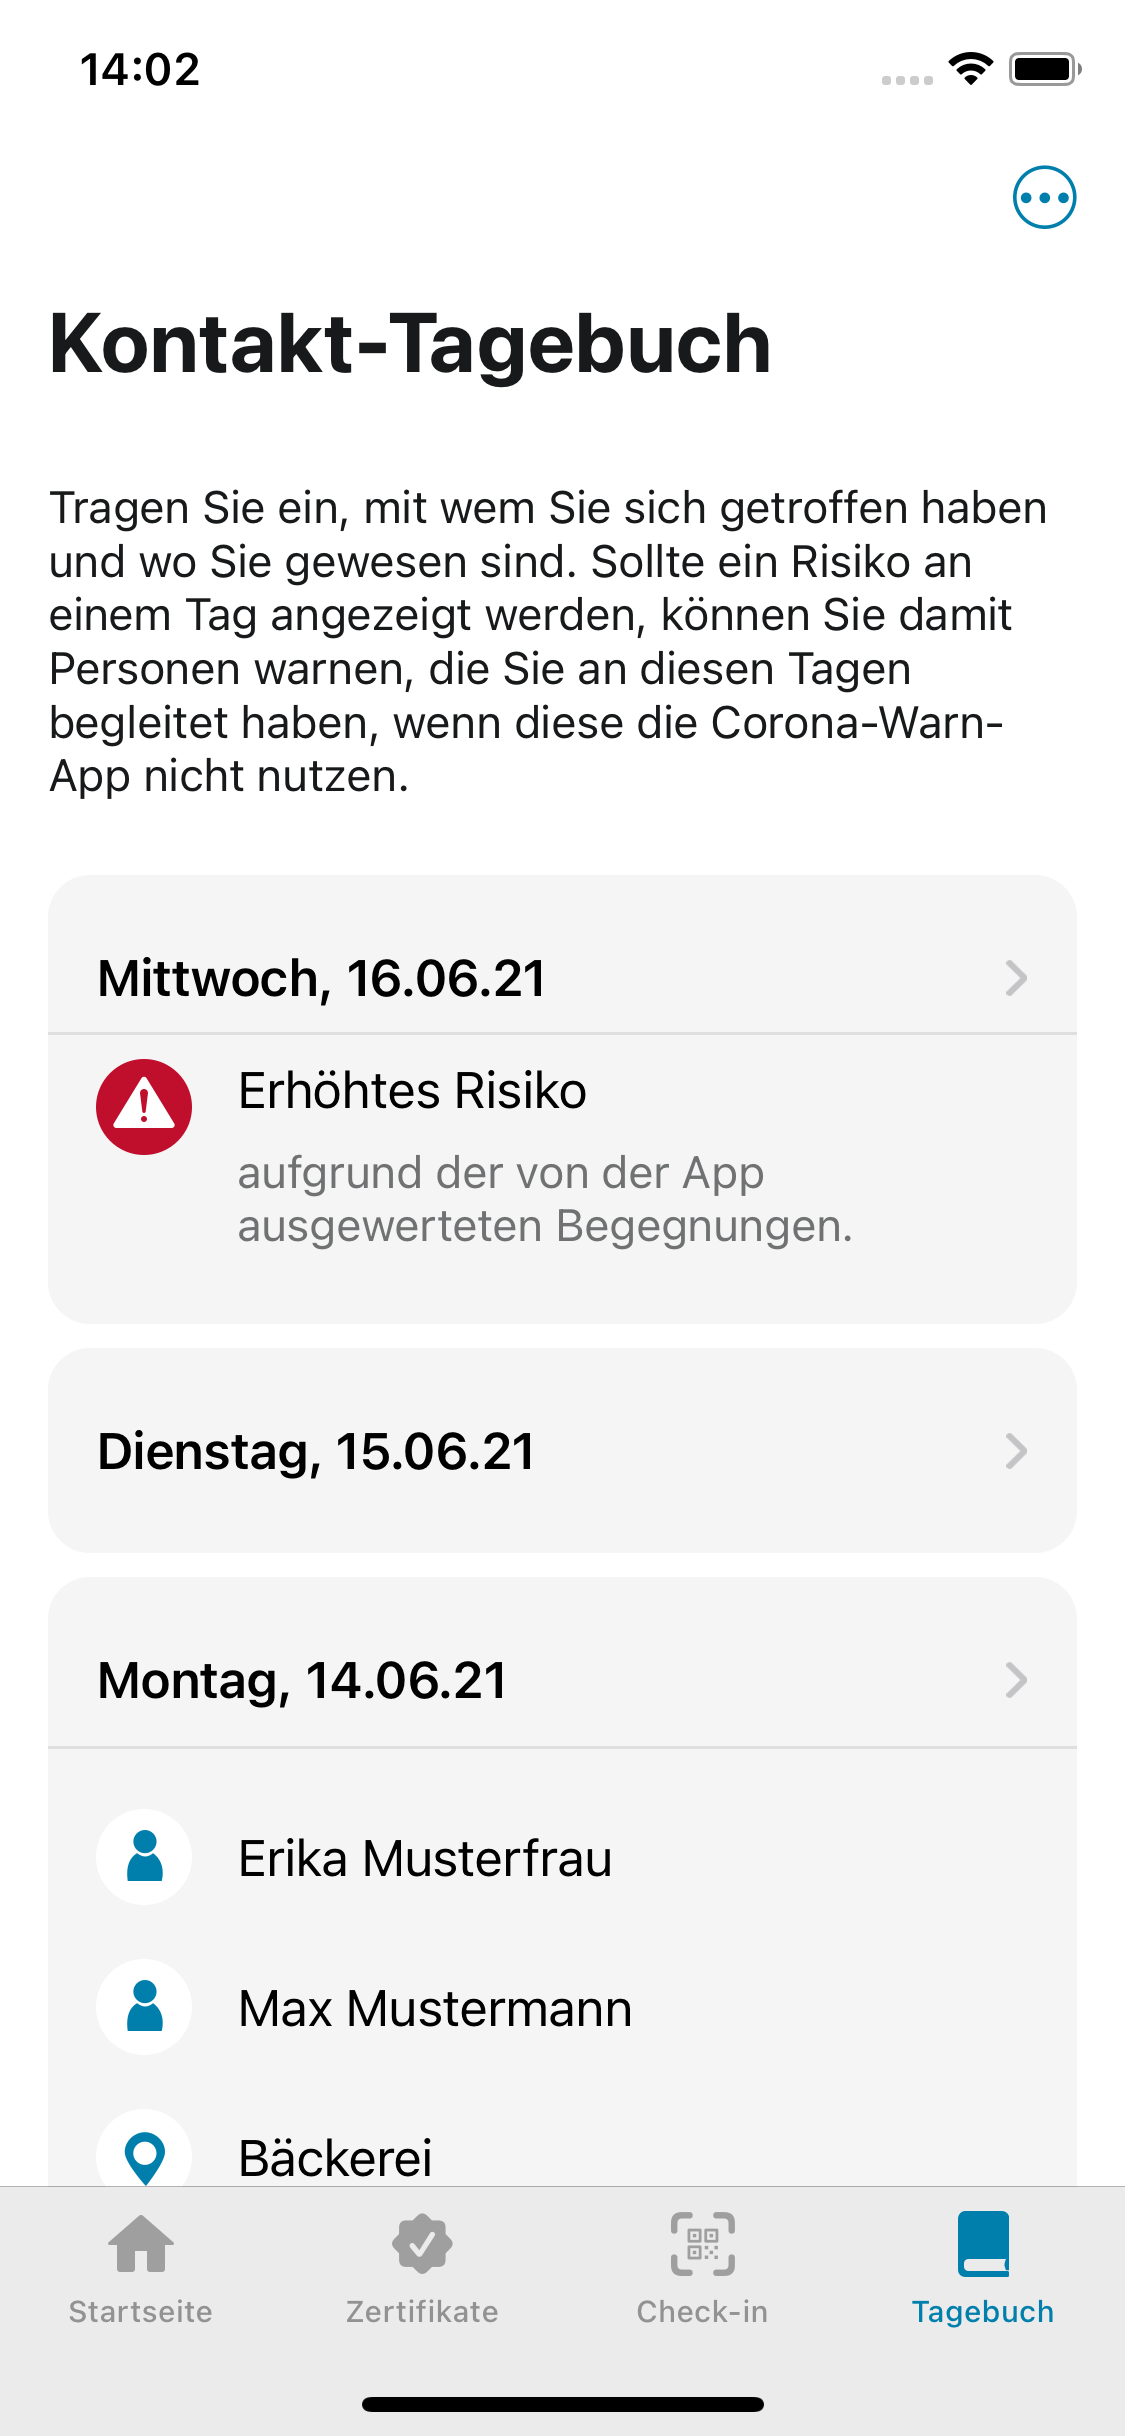 14:02
Kontakt-Tagebuch
Tragen Sie ein, mit wem Sie sich getroffen haben
und wo Sie gewesen sind. Sollte ein Risiko an
einem Tag angezeigt werden, können Sie damit
Personen warnen, die Sie an diesen Tagen
begleitet haben, wenn diese die Corona-Warn-
App nicht nutzen.
Mittwoch, 16.06.21
Erhöhtes Risiko
aufgrund der von der App
ausgewerteten Begegnungen.
Dienstag, 15.06.21
Montag, 14.06.21
Erika Musterfrau
Max Mustermann
Bäckerei
Startseite
Zertifikate
Check-in
Tagebuch